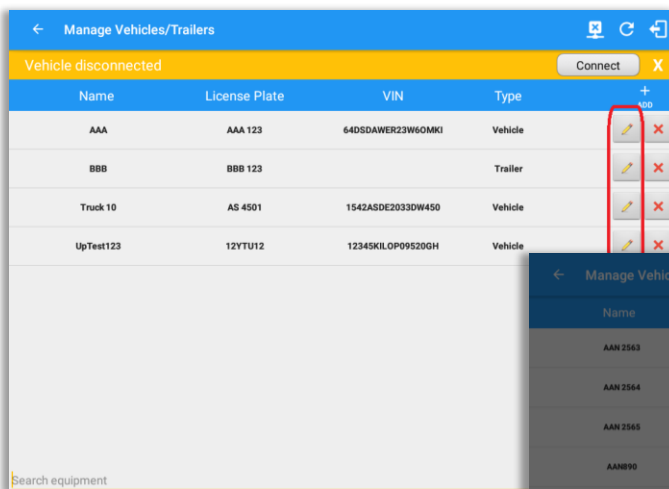 Manage Vehicles/Trailers
Vehicle disconnected
Connect
X
Name License Plate VIN Type
ADD
AAA AAA 123 64DSDAWER23W6OMKI Vehicle
BBB BBB 123 Trailer
Truck 10 AS 4501 1542ASDE2033DW450 Vehicle
UpTest123 12YTU12 12345KILOP09520GH Vehicle
Manage Vehic
Name
AAN 2563
AAN 2564
AAN 2565
AAN890
Search equipment